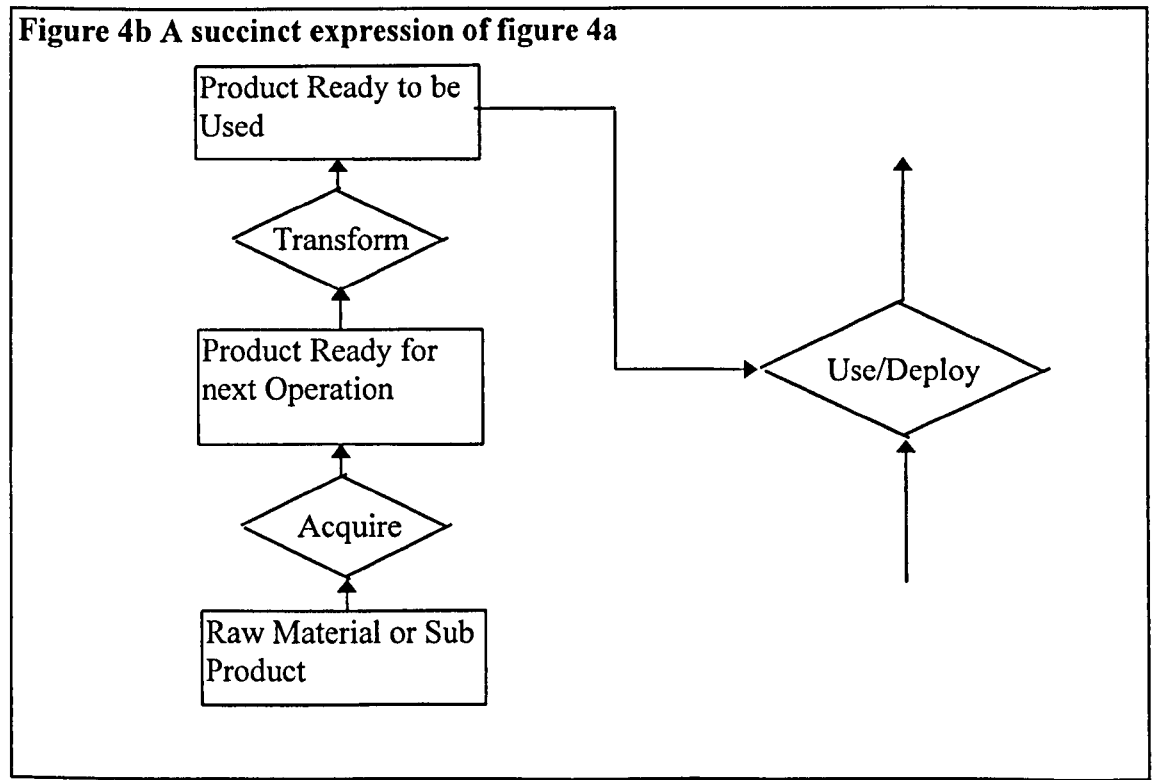 Figure 4b A succinct expression of figure 4a
Product Ready to be
Used
Transform
Product Ready for
next Operation
Use/Deploy
Acquire
Raw Material or Sub
Product